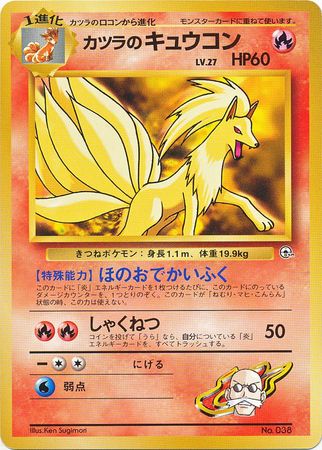 1進化 カツラのロコンから進化 モンスターカードに重ねて使います。
カツラのキュウコン
LV.27 HP60
きつねポケモン：身長1.1m、体重19.9kg
【特殊能力】ほのおでかいふく
このカードに「炎」エネルギーカードを1枚つけるたびに、このカードにのっている
ダメージカウンターを、1つとりのぞく。このカードが「ねむり・マヒ・こんらん」
状態の時、この力は使えない。
しゃくねつ 50
コインを投げて「うら」なら、自分についている「炎」エネル
ギーカードを、すべてトラッシュする。
にげる
弱点
Illus.Ken Sugimori No.038